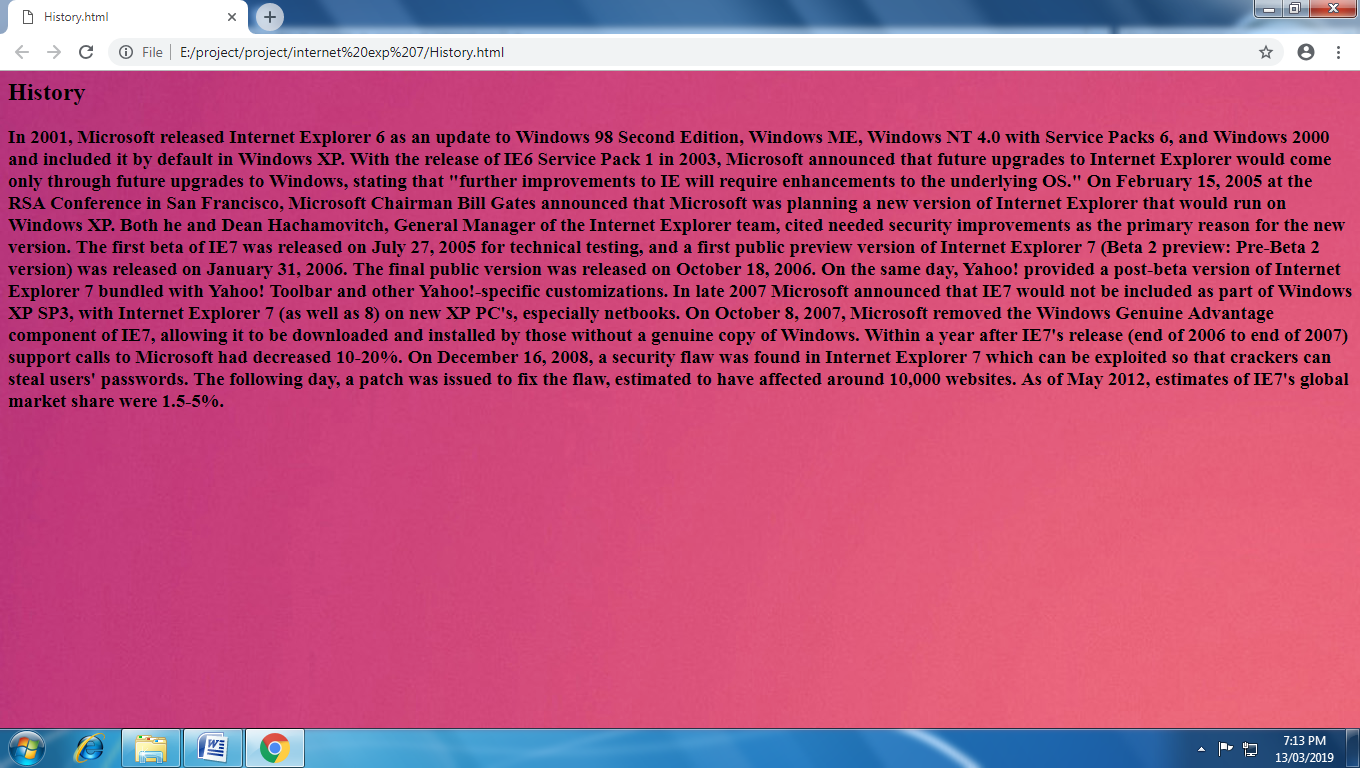 History.html
File | E:/project/project/internet%20exp%207/History.html
History
In 2001, Microsoft released Internet Explorer 6 as an update to Windows 98 Second Edition, Windows ME, Windows NT 4.0 with Service Packs 6, and Windows 2000
and included it by default in Windows XP. With the release of IE6 Service Pack 1 in 2003, Microsoft announced that future upgrades to Internet Explorer would come
only through future upgrades to Windows, stating that "further improvements to IE will require enhancements to the underlying OS." On February 15, 2005 at the
RSA Conference in San Francisco, Microsoft Chairman Bill Gates announced that Microsoft was planning a new version of Internet Explorer that would run on
Windows XP. Both he and Dean Hachamovitch, General Manager of the Internet Explorer team, cited needed security improvements as the primary reason for the new
version. The first beta of IE7 was released on July 27, 2005 for technical testing, and a first public preview version of Internet Explorer 7 (Beta 2 preview: Pre-Beta 2
version) was released on January 31, 2006. The final public version was released on October 18, 2006. On the same day, Yahoo! provided a post-beta version of Internet
Explorer 7 bundled with Yahoo! Toolbar and other Yahoo!-specific customizations. In late 2007 Microsoft announced that IE7 would not be included as part of Windows
XP SP3, with Internet Explorer 7 (as well as 8) on new XP PC's, especially netbooks. On October 8, 2007, Microsoft removed the Windows Genuine Advantage
component of IE7, allowing it to be downloaded and installed by those without a genuine copy of Windows. Within a year after IE7's release (end of 2006 to end of 2007)
support calls to Microsoft had decreased 10-20%. On December 16, 2008, a security flaw was found in Internet Explorer 7 which can be exploited so that crackers can
steal users' passwords. The following day, a patch was issued to fix the flaw, estimated to have affected around 10,000 websites. As of May 2012, estimates of IE7's global
market share were 1.5-5%.
7:13 PM
13/03/2019